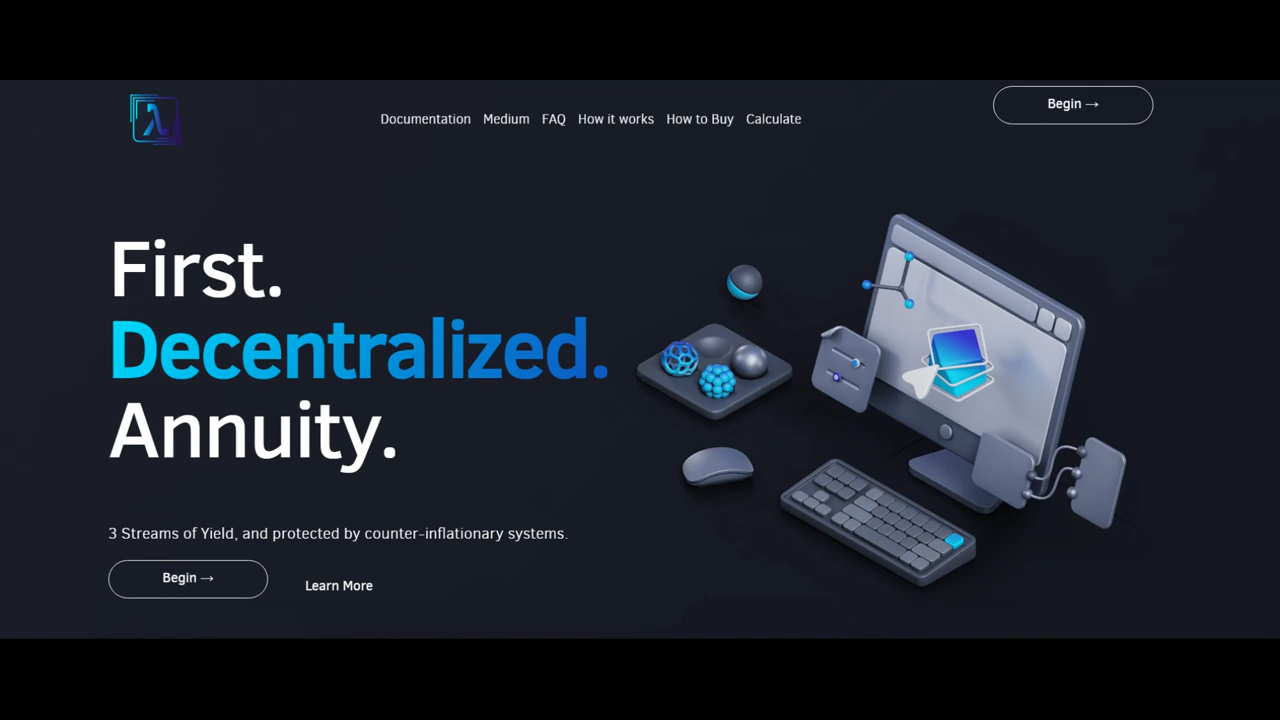 λ
Documentation Medium FAQ How it works How to Buy Calculate
Begin →
First.
Decentralized.
Annuity.
3 Streams of Yield, and protected by counter-inflationary systems.
Begin →
Learn More